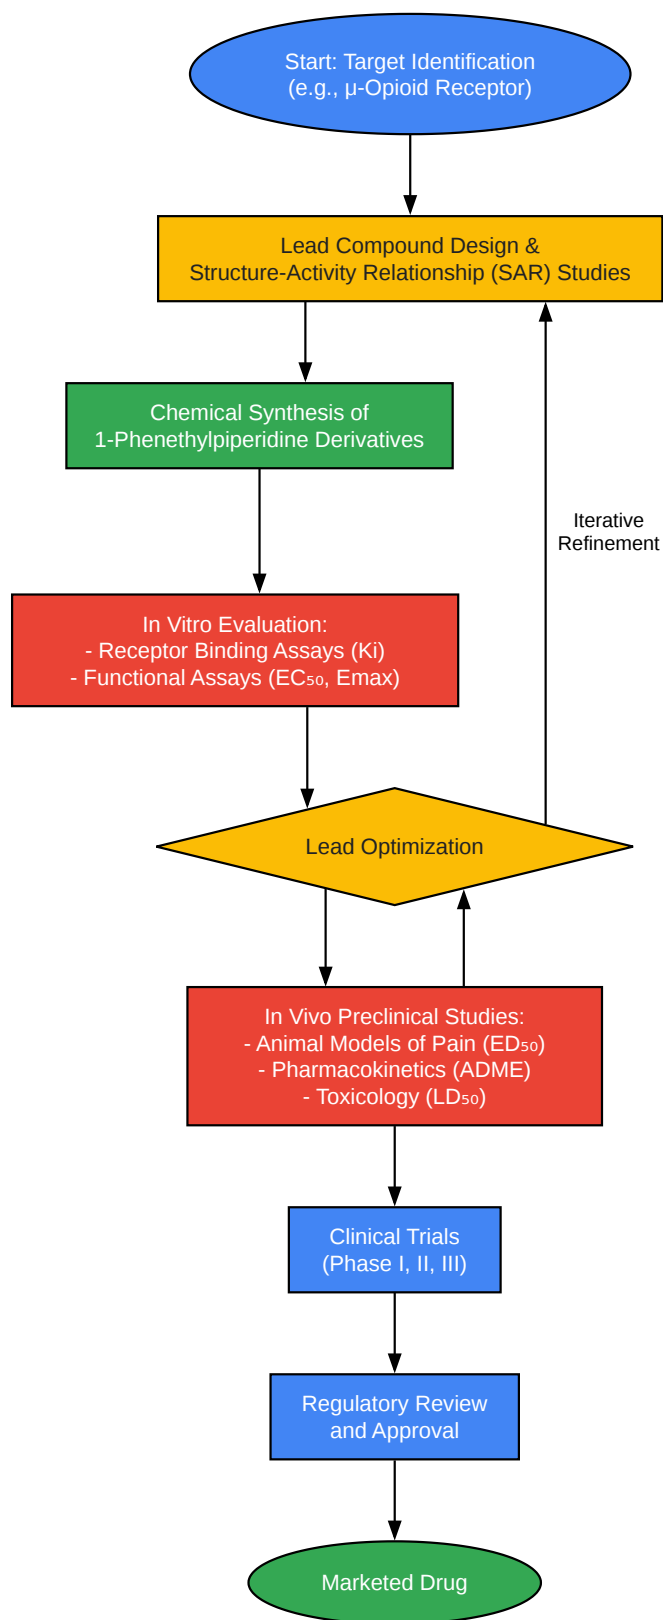 Start: Target Identification
(e.g., μ-Opioid Receptor)
Lead Compound Design &
Structure-Activity Relationship (SAR) Studies
Chemical Synthesis of
1-Phenethylpiperidine Derivatives
Iterative
Refinement
In Vitro Evaluation:
- Receptor Binding Assays (Ki)
- Functional Assays (EC₅₀, Emax)
Lead Optimization
In Vivo Preclinical Studies:
- Animal Models of Pain (ED₅₀)
- Pharmacokinetics (ADME)
- Toxicology (LD₅₀)
Clinical Trials
(Phase I, II, III)
Regulatory Review
and Approval
Marketed Drug